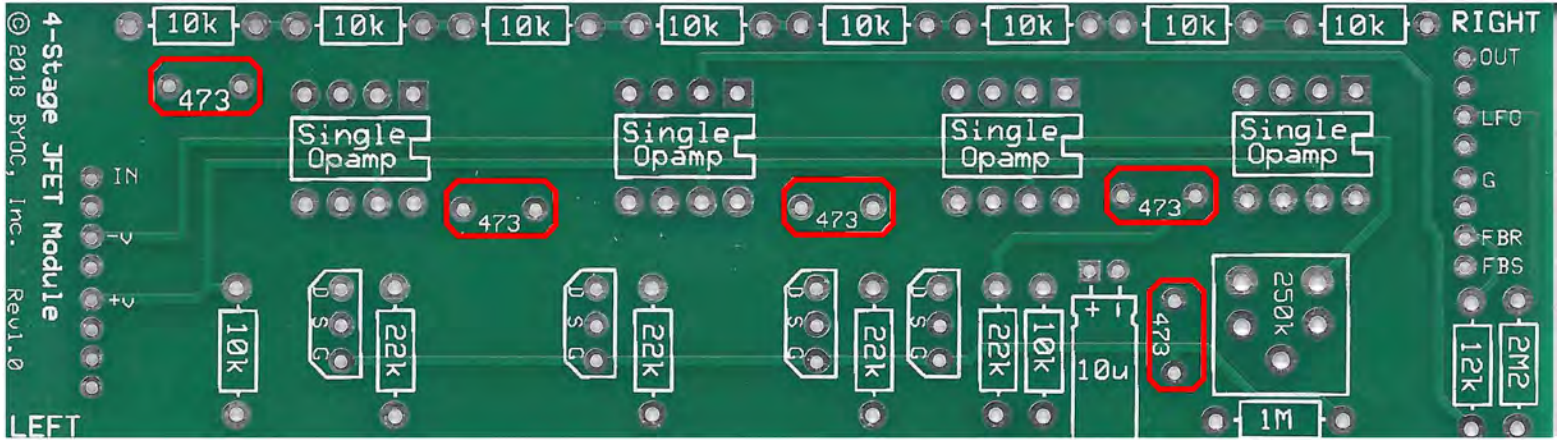 10k 10k 10k 10k 10k 10k 10k 10k RIGHT
4-Stage JFET Module
© 2018 BYOC, Inc. Rev1.0
OUT
473
LFO
Single Opamp
Single Opamp
Single Opamp
Single Opamp
IN
G
473
473
473
-v
FBR
FBS
+v
D
S
G
D
S
G
D
S
G
D
S
G
10k
22k
22k
22k
22k
10k
+ -
10u
473
250k
12k
2M2
1M
LEFT